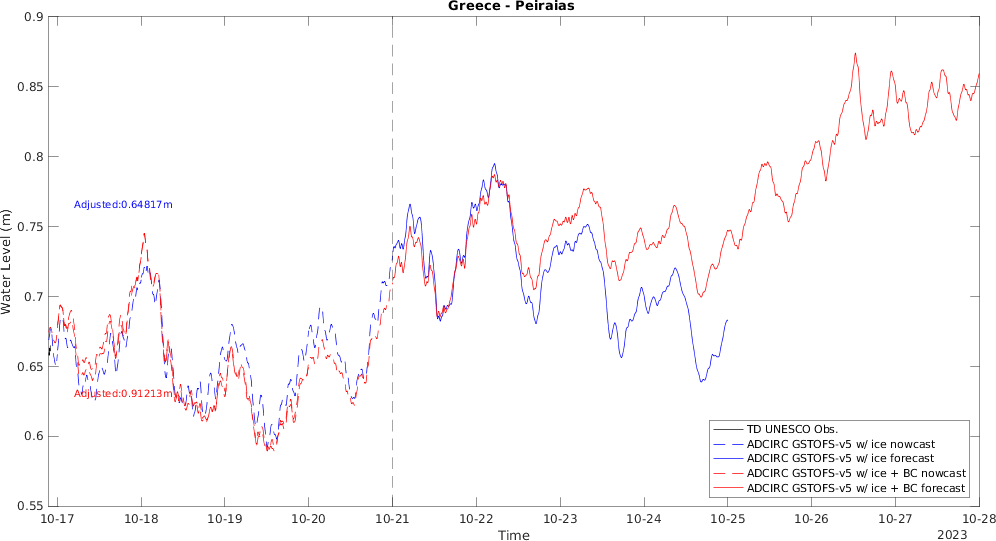 Greece - Peiraias
0.9
0.85
0.8
0.75
0.7
0.65
0.6
0.55
Water Level (m)
Adjusted:0.64817m
Adjusted:0.91213m
TD UNESCO Obs.
ADCIRC GSTOFS-v5 w/ ice nowcast
ADCIRC GSTOFS-v5 w/ ice forecast
ADCIRC GSTOFS-v5 w/ ice + BC nowcast
ADCIRC GSTOFS-v5 w/ ice + BC forecast
10-17 10-18 10-19 10-20 10-21 10-22 10-23 10-24 10-25 10-26 10-27 10-28
Time
2023